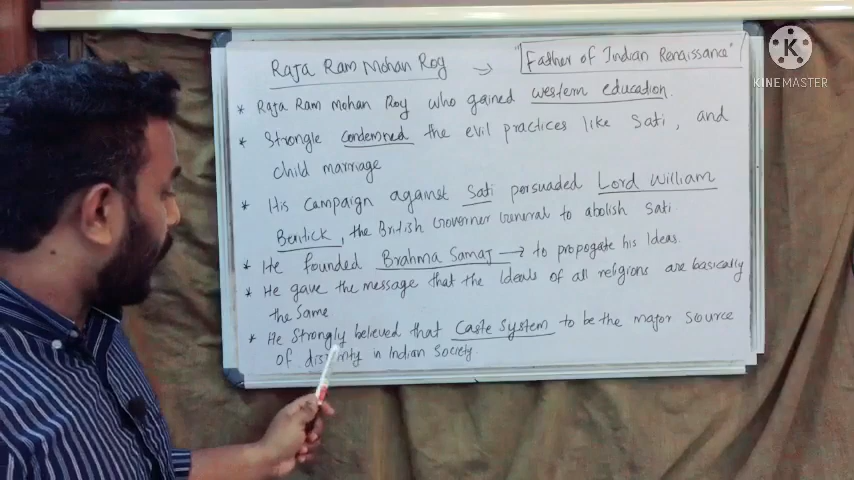 Raja Ram Mohan Roy → "Father of Indian Renaissance"
K
KINEMASTER
* Raja Ram Mohan Roy who gained western education.
* Strongle condemned the evil practices like Sati, and
child marriage
* His campaign against Sati persuaded Lord William
Bentick, the British Governer General to abolish Sati
* He founded Brahma Samaj → to propogate his Ideas.
* He gave the message that the Ideals of all religions are basically
the same
* He strongly believed that Caste System to be the major source
of in Indian Society.